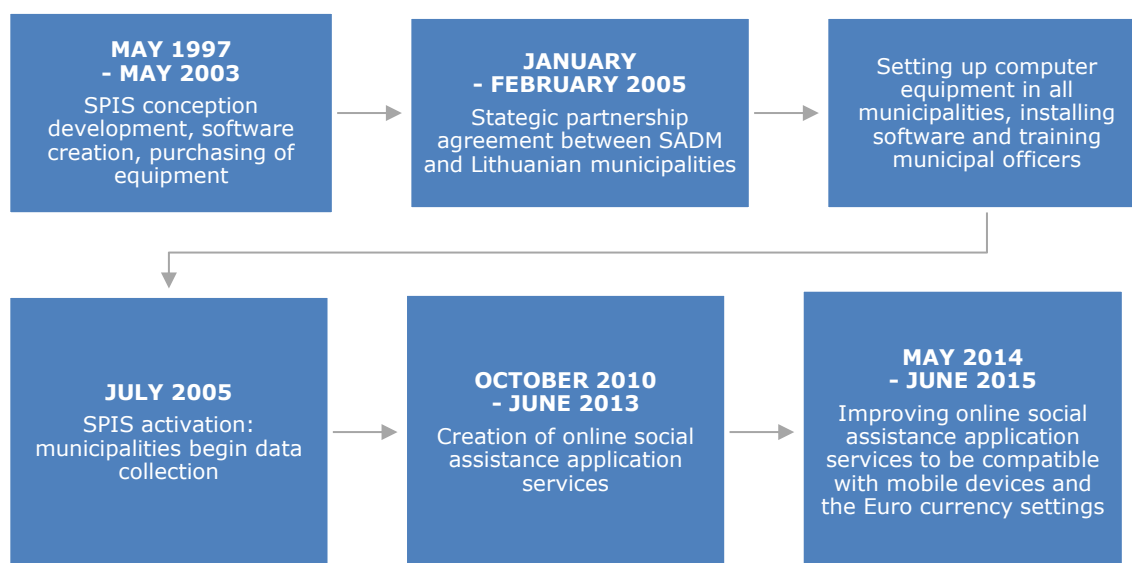 MAY 1997
- MAY 2003
SPIS conception
development, software
creation, purchasing of
equipment
JANUARY
- FEBRUARY 2005
Stategic partnership
agreement between SADM
and Lithuanian municipalities
Setting up computer
equipment in all
municipalities, installing
software and training
municipal officers
JULY 2005
SPIS activation:
municipalities begin data
collection
OCTOBER 2010
- JUNE 2013
Creation of online social
assistance application
services
MAY 2014
- JUNE 2015
Improving online social
assistance application
services to be compatible
with mobile devices and
the Euro currency settings